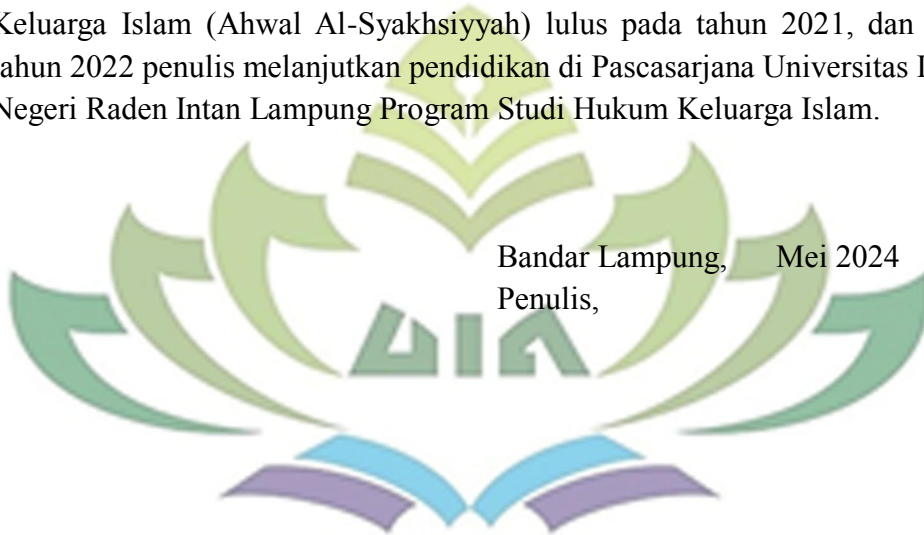 Keluarga Islam (Ahwal Al-Syakhsiyyah) lulus pada tahun 2021, dan
tahun 2022 penulis melanjutkan pendidikan di Pascasarjana Universitas
Negeri Raden Intan Lampung Program Studi Hukum Keluarga Islam.
Bandar Lampung, Mei 2024
Penulis,
UIN